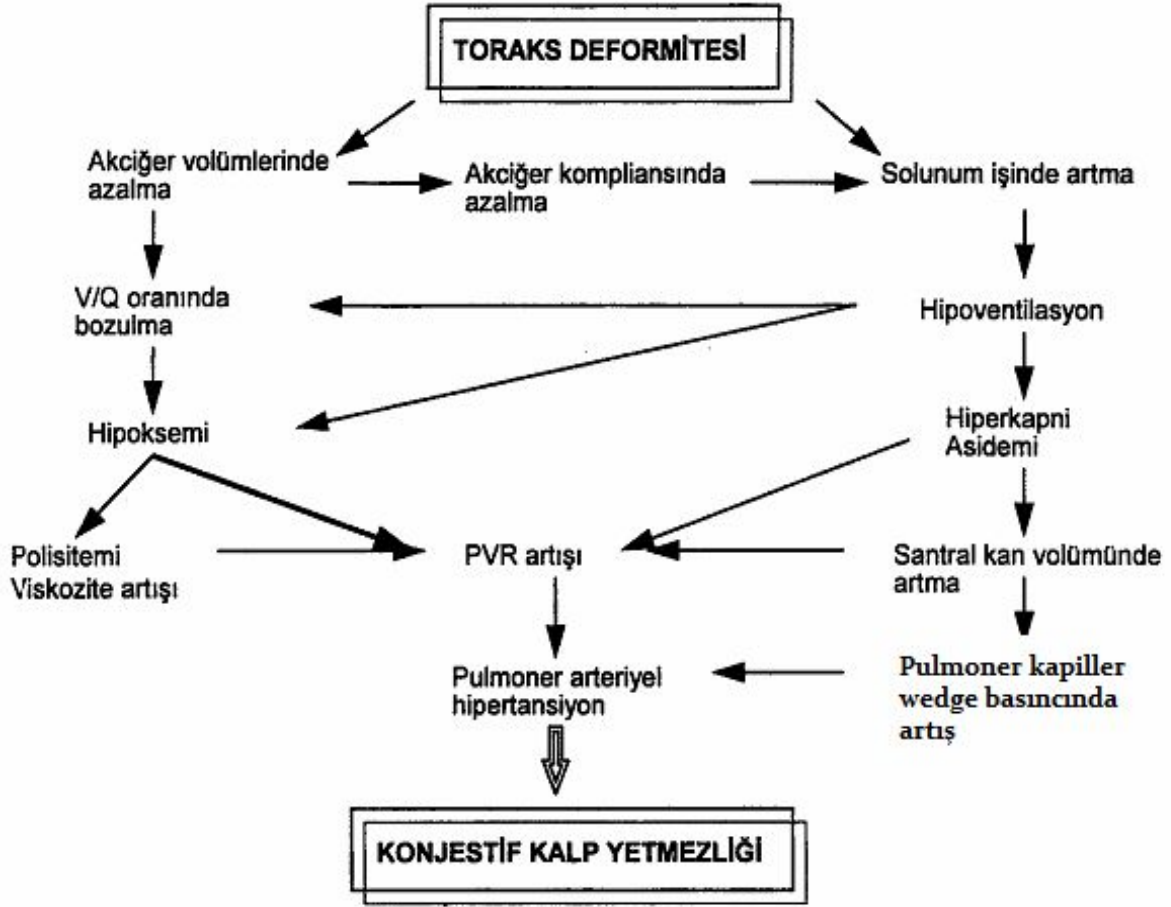 TORAKS DEFORMİTESİ
Akciğer volümlerinde
azalma
Akciğer kompliansında
azalma
Solunum işinde artma
V/Q oranında
bozulma
Hipoventilasyon
Hipoksemi
Hiperkapni
Asidemi
Polisitemi
Viskozite artışı
PVR artışı
Santral kan volümünde
artma
Pulmoner arteriyel
hipertansiyon
Pulmoner kapiller
wedge basıncında
artış
KONJESTİF KALP YETMEZLİĞİ